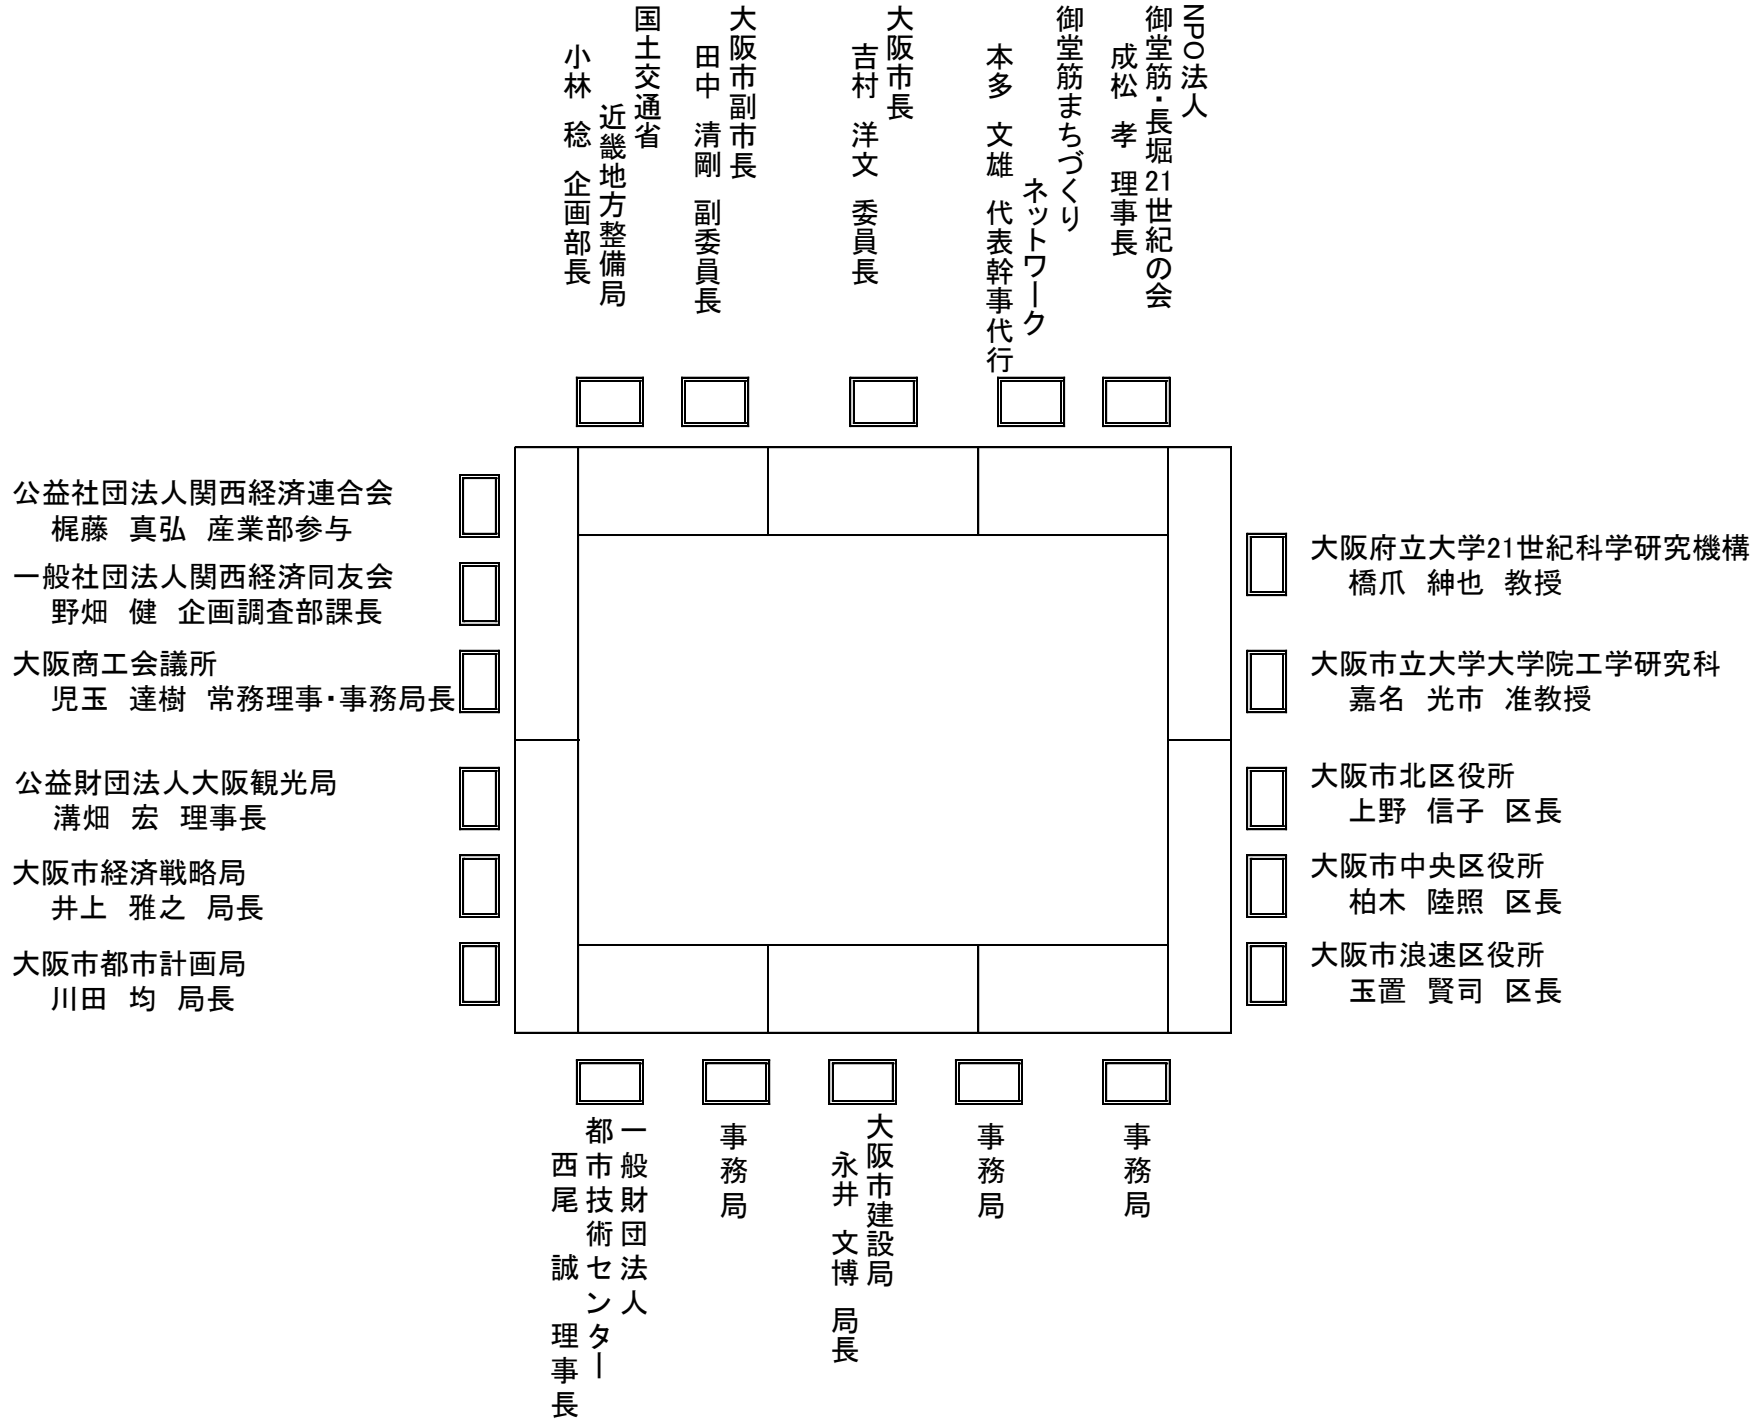 NPO法人
御堂筋・長堀21世紀の会
成松 孝 理事長
御堂筋まちづくり
ネットワーク
本多 文雄 代表幹事代行
大阪市長
吉村 洋文 委員長
大阪市副市長
田中 清剛 副委員長
国土交通省
近畿地方整備局
小林 稔 企画部長
公益社団法人関西経済連合会
梶藤 真弘 産業部参与
一般社団法人関西経済同友会
野畑 健 企画調査部課長
大阪商工会議所
児玉 達樹 常務理事・事務局長
公益財団法人大阪観光局
溝畑 宏 理事長
大阪市経済戦略局
井上 雅之 局長
大阪市都市計画局
川田 均 局長
大阪府立大学21世紀科学研究機構
橋爪 紳也 教授
大阪市立大学大学院工学研究科
嘉名 光市 准教授
大阪市北区役所
上野 信子 区長
大阪市中央区役所
柏木 陸照 区長
大阪市浪速区役所
玉置 賢司 区長
事務局
事務局
大阪市建設局
永井 文博 局長
事務局
一般財団法人
都市技術センター
西尾 誠 理事長